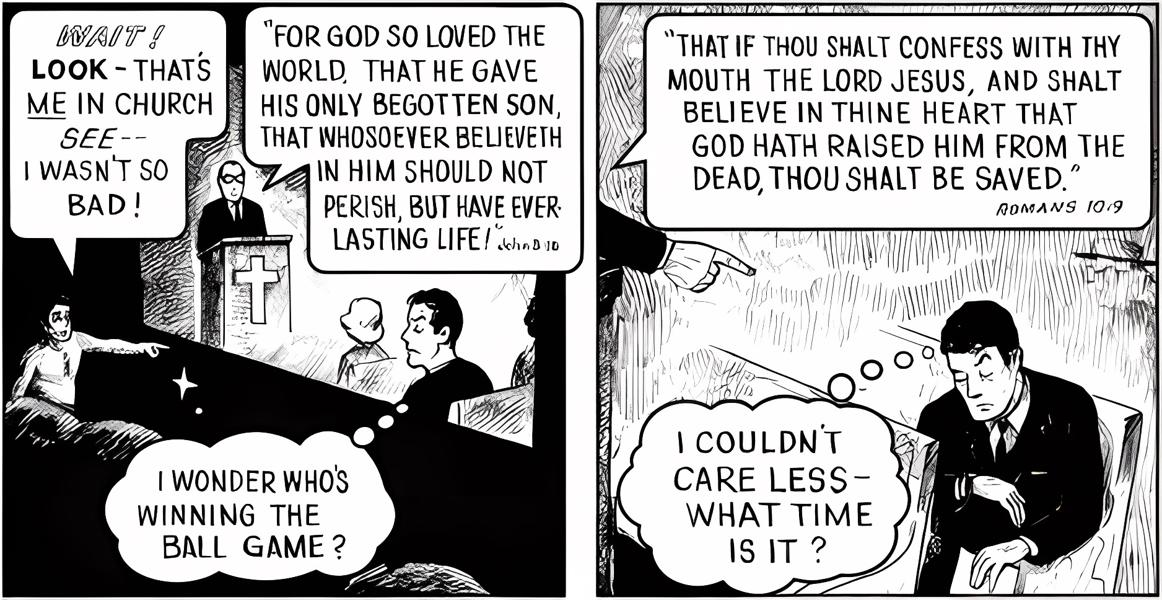 WAIT!
LOOK - THAT'S
ME IN CHURCH
SEE--
I WASN'T SO
BAD!
"FOR GOD SO LOVED THE
WORLD, THAT HE GAVE
HIS ONLY BEGOTTEN SON,
THAT WHOSOEVER BELIEVETH
IN HIM SHOULD NOT
PERISH, BUT HAVE EVER-
LASTING LIFE!"
I WONDER WHO'S
WINNING THE
BALL GAME?
"THAT IF THOU SHALT CONFESS WITH THY
MOUTH THE LORD JESUS, AND SHALT
BELIEVE IN THINE HEART THAT
GOD HATH RAISED HIM FROM THE
DEAD, THOU SHALT BE SAVED."
ROMANS 10:9
I COULDN'T
CARE LESS-
WHAT TIME
IS IT?